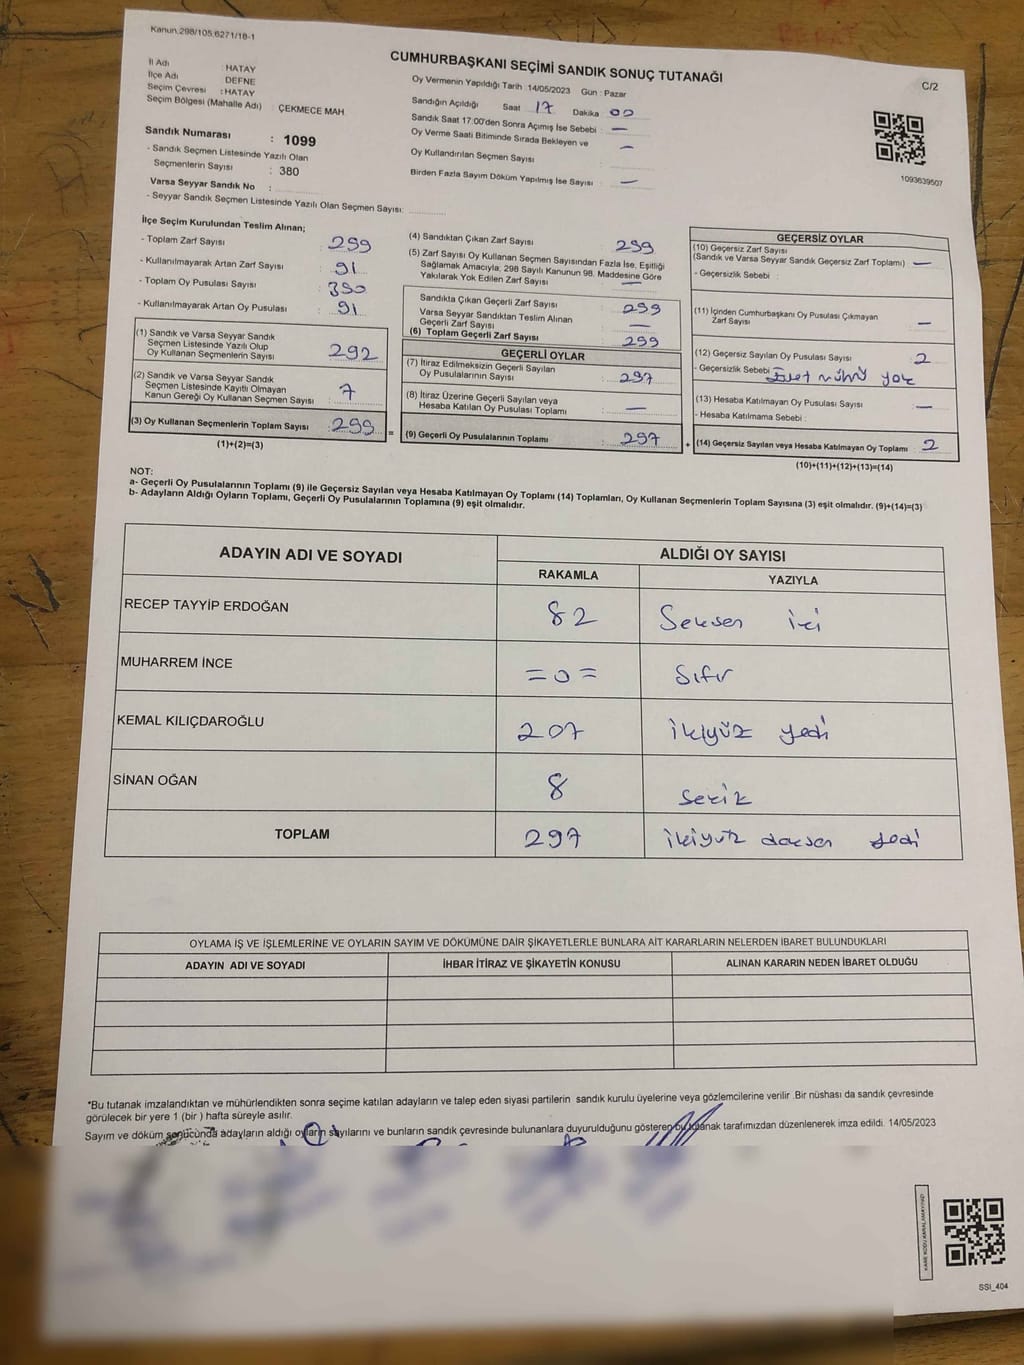 Kanun.298/105,6271/18-1
CUMHURBAŞKANI SEÇİMİ SANDIK SONUÇ TUTANAĞI
C/2
İl Adı : HATAY
İlçe Adı : DEFNE
Seçim Çevresi : HATAY
Seçim Bölgesi (Mahalle Adı) : ÇEKMECE MAH
Sandık Numarası : 1099
- Sandık Seçmen Listesinde Yazılı Olan
Seçmenlerin Sayısı : 380
Varsa Seyyar Sandık No :
- Seyyar Sandık Seçmen Listesinde Yazılı Olan Seçmen Sayısı:
Oy Vermenin Yapıldığı Tarih : 14/05/2023 Gün : Pazar
Sandığın Açıldığı Saat 17 Dakika 00
Sandık Saat 17:00'den Sonra Açımış İse Sebebi : —
Oy Verme Saati Bitiminde Sırada Bekleyen ve —
Oy Kullandırılan Seçmen Sayısı
Birden Fazla Sayım Döküm Yapılmış İse Sayısı : —
1093639507
İlçe Seçim Kurulundan Teslim Alınan;
- Toplam Zarf Sayısı : 299
- Kullanılmayarak Artan Zarf Sayısı : 91
- Toplam Oy Pusulası Sayısı : 390
- Kullanılmayarak Artan Oy Pusulası : 91
(1) Sandık ve Varsa Seyyar Sandık
Seçmen Listesinde Yazılı Olup
Oy Kullanan Seçmenlerin Sayısı : 292
(2) Sandık ve Varsa Seyyar Sandık
Seçmen Listesinde Kayıtlı Olmayan
Kanun Gereği Oy Kullanan Seçmen Sayısı : 7
(3) Oy Kullanan Seçmenlerin Toplam Sayısı : 299
(1)+(2)=(3)
(4) Sandıktan Çıkan Zarf Sayısı : 299
(5) Zarf Sayısı Oy Kullanan Seçmen Sayısından Fazla İse, Eşitliği
Sağlamak Amacıyla; 298 Sayılı Kanunun 98. Maddesine Göre
Yakılarak Yok Edilen Zarf Sayısı : —
Sandıkta Çıkan Geçerli Zarf Sayısı : 299
Varsa Seyyar Sandıktan Teslim Alınan
Geçerli Zarf Sayısı : —
(6) Toplam Geçerli Zarf Sayısı : 299
GEÇERLİ OYLAR
(7) İtiraz Edilmeksizin Geçerli Sayılan
Oy Pusulalarının Sayısı : 297
(8) İtiraz Üzerine Geçerli Sayılan veya
Hesaba Katılan Oy Pusulası Toplamı : —
= (9) Geçerli Oy Pusulalarının Toplamı : 297 +
GEÇERSİZ OYLAR
(10) Geçersiz Zarf Sayısı
(Sandık ve Varsa Seyyar Sandık Geçersiz Zarf Toplamı) : —
- Geçersizlik Sebebi :
(11) İçinden Cumhurbaşkanı Oy Pusulası Çıkmayan
Zarf Sayısı : —
(12) Geçersiz Sayılan Oy Pusulası Sayısı : 2
- Geçersizlik Sebebi : Evet mührü yok
(13) Hesaba Katılmayan Oy Pusulası Sayısı : —
- Hesaba Katılmama Sebebi :
(14) Geçersiz Sayılan veya Hesaba Katılmayan Oy Toplamı : 2
(10)+(11)+(12)+(13)=(14)
NOT:
a- Geçerli Oy Pusulalarının Toplamı (9) ile Geçersiz Sayılan veya Hesaba Katılmayan Oy Toplamı (14) Toplamları, Oy Kullanan Seçmenlerin Toplam Sayısına (3) eşit olmalıdır. (9)+(14)=(3)
b- Adayların Aldığı Oyların Toplamı, Geçerli Oy Pusulalarının Toplamına (9) eşit olmalıdır.
ADAYIN ADI VE SOYADI ALDIĞI OY SAYISI
RAKAMLA YAZIYLA
RECEP TAYYİP ERDOĞAN 82 Seksen iki
MUHARREM İNCE =0= Sıfır
KEMAL KILIÇDAROĞLU 207 ikiyüz yedi
SİNAN OĞAN 8 Sekiz
TOPLAM 297 ikiyüz doksan yedi
OYLAMA İŞ VE İŞLEMLERİNE VE OYLARIN SAYIM VE DÖKÜMÜNE DAİR ŞİKAYETLERLE BUNLARA AİT KARARLARIN NELERDEN İBARET BULUNDUKLARI
ADAYIN ADI VE SOYADI İHBAR İTİRAZ VE ŞİKAYETİN KONUSU ALINAN KARARIN NEDEN İBARET OLDUĞU
*Bu tutanak imzalandıktan ve mühürlendikten sonra seçime katılan adayların ve talep eden siyasi partilerin sandık kurulu üyelerine veya gözlemcilerine verilir .Bir nüshası da sandık çevresinde
görülecek bir yere 1 (bir ) hafta süreyle asılır.
Sayım ve döküm sonucunda adayların aldığı oyların sayılarını ve bunların sandık çevresinde bulunanlara duyurulduğunu gösteren bu tutanak tarafımızdan düzenlenerek imza edildi. 14/05/2023
SSI_404